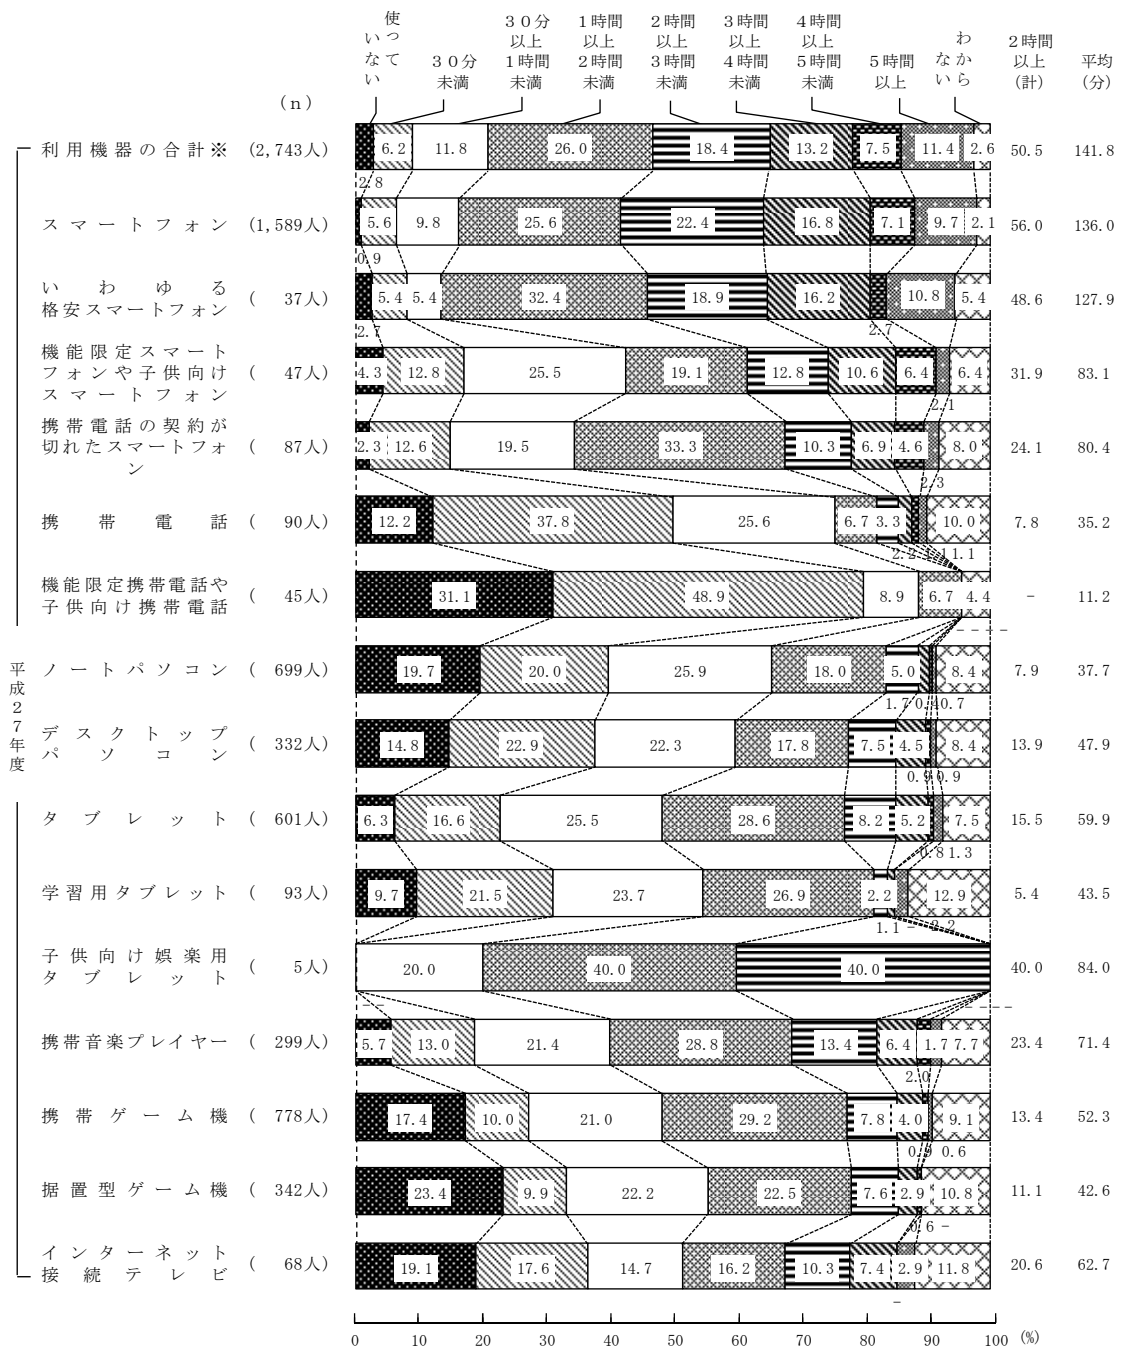 使って
いない
３０分
未満
３０分
以上
１時間
未満
１時間
以上
２時間
未満
２時間
以上
３時間
未満
３時間
以上
４時間
未満
４時間
以上
５時間
未満
５時間
以上
わから
ない
２時間
以上
(計)
平均
(分)
(ｎ)
平成２７年度
利用機器の合計※ (2,743人) 6.2 11.8 26.0 18.4 13.2 7.5 11.4 2.6 50.5 141.8
2.8
スマートフォン (1,589人) 5.6 9.8 25.6 22.4 16.8 7.1 9.7 2.1 56.0 136.0
0.9
いわゆる
格安スマートフォン ( 37人) 5.4 5.4 32.4 18.9 16.2 10.8 5.4 48.6 127.9
2.7 2.7
機能限定スマート
フォンや子供向け ( 47人) 4.3 12.8 25.5 19.1 12.8 10.6 6.4 6.4 31.9 83.1
スマートフォン
2.1
携帯電話の契約が
切れたスマートフォ ( 87人) 2.3 12.6 19.5 33.3 10.3 6.9 4.6 8.0 24.1 80.4
ン
2.3
携帯電話 ( 90人) 12.2 37.8 25.6 6.7 3.3 10.0 7.8 35.2
2.2 1.1 1.1
機能限定携帯電話や
子供向け携帯電話 ( 45人) 31.1 48.9 8.9 6.7 4.4 - 11.2
- - - -
ノートパソコン ( 699人) 19.7 20.0 25.9 18.0 5.0 8.4 7.9 37.7
1.7 0.4 0.7
デスクトップ
パソコン ( 332人) 14.8 22.9 22.3 17.8 7.5 4.5 8.4 13.9 47.9
0.9 0.9
タブレット ( 601人) 6.3 16.6 25.5 28.6 8.2 5.2 7.5 15.5 59.9
0.8 1.3
学習用タブレット ( 93人) 9.7 21.5 23.7 26.9 2.2 12.9 5.4 43.5
1.1 - 2.2
子供向け娯楽用
タブレット ( 5人) 20.0 40.0 40.0 40.0 84.0
- - - - - -
携帯音楽プレイヤー ( 299人) 5.7 13.0 21.4 28.8 13.4 6.4 1.7 7.7 23.4 71.4
2.0
携帯ゲーム機 ( 778人) 17.4 10.0 21.0 29.2 7.8 4.0 9.1 13.4 52.3
0.9 0.6
据置型ゲーム機 ( 342人) 23.4 9.9 22.2 22.5 7.6 2.9 10.8 11.1 42.6
0.6 -
インターネット
接続テレビ ( 68人) 19.1 17.6 14.7 16.2 10.3 7.4 2.9 11.8 20.6 62.7
-
0 10 20 30 40 50 60 70 80 90 100 (%)